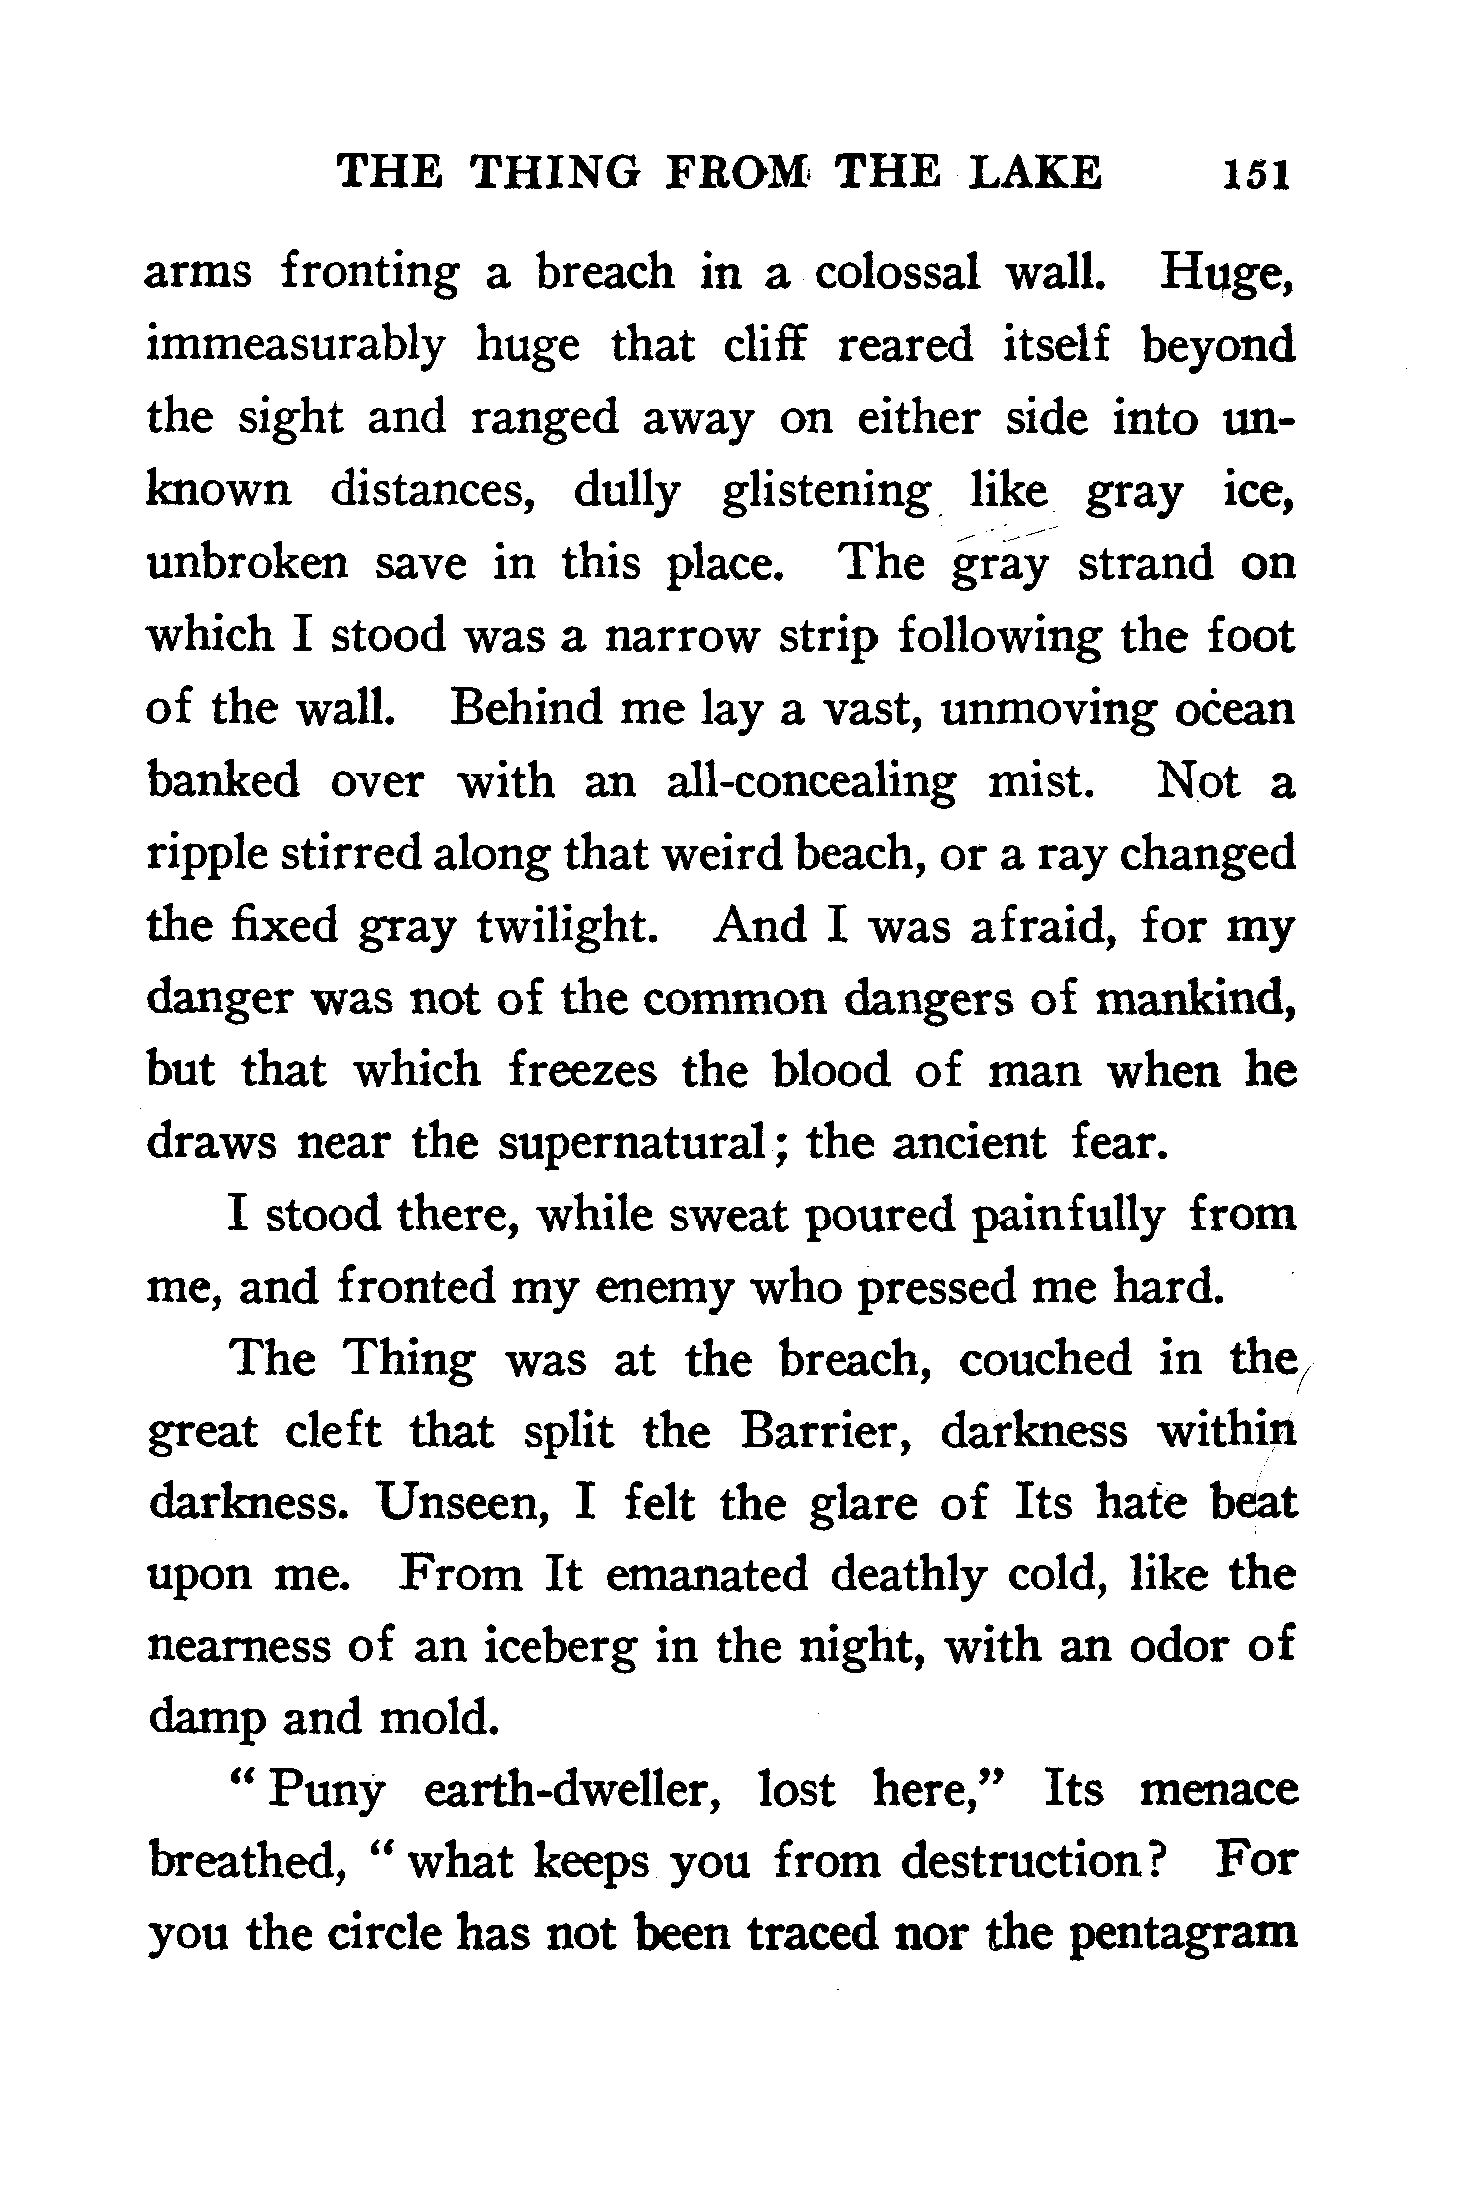 THE THING FROM THE LAKE 151
arms fronting a breach in a colossal wall. Huge,
immeasurably huge that cliff reared itself beyond
the sight and ranged away on either side into un-
known distances, dully glistening like gray ice,
unbroken save in this place. The gray strand on
which I stood was a narrow strip following the foot
of the wall. Behind me lay a vast, unmoving ocean
banked over with an all-concealing mist. Not a
ripple stirred along that weird beach, or a ray changed
the fixed gray twilight. And I was afraid, for my
danger was not of the common dangers of mankind,
but that which freezes the blood of man when he
draws near the supernatural; the ancient fear.
I stood there, while sweat poured painfully from
me, and fronted my enemy who pressed me hard.
The Thing was at the breach, couched in the
great cleft that split the Barrier, darkness within
darkness. Unseen, I felt the glare of Its hate beat
upon me. From It emanated deathly cold, like the
nearness of an iceberg in the night, with an odor of
damp and mold.
“ Puny earth-dweller, lost here,” Its menace
breathed, “ what keeps you from destruction? For
you the circle has not been traced nor the pentagram